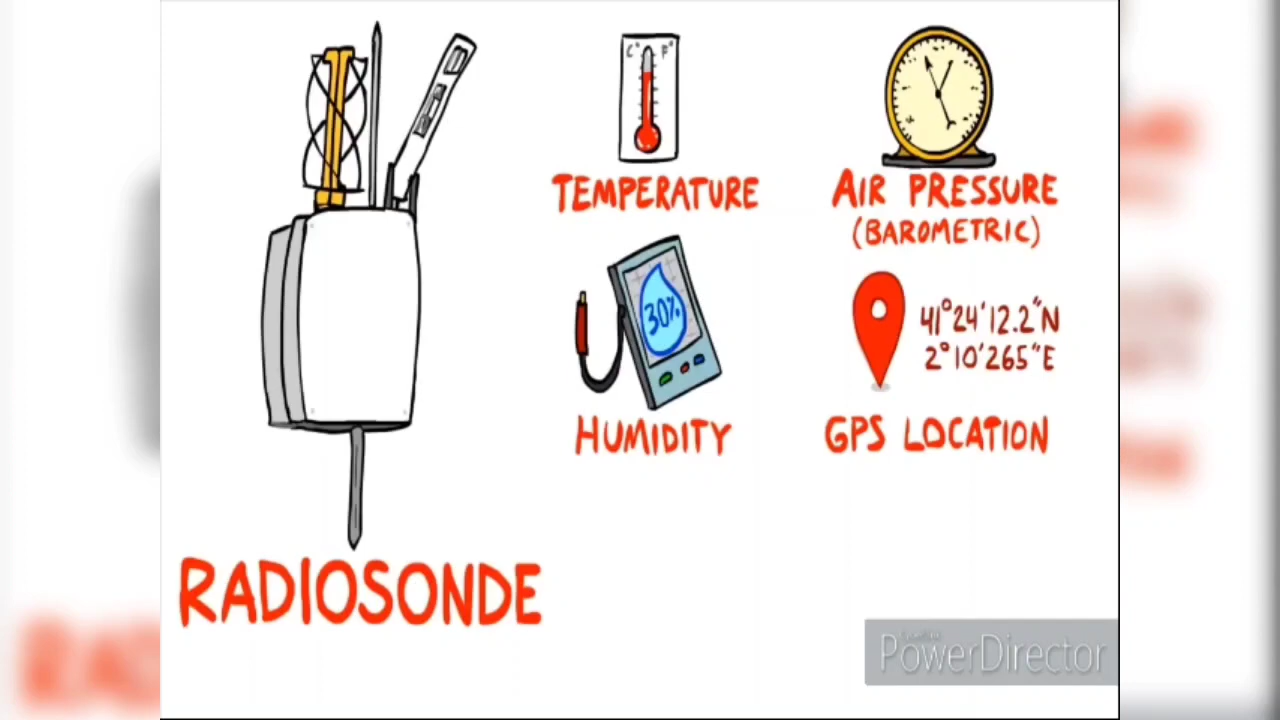 C° F°
TEMPERATURE
AIR PRESSURE
(BAROMETRIC)
30%
41°24'12.2"N
2°10'265"E
HUMIDITY
GPS LOCATION
RADIOSONDE
PowerDirector